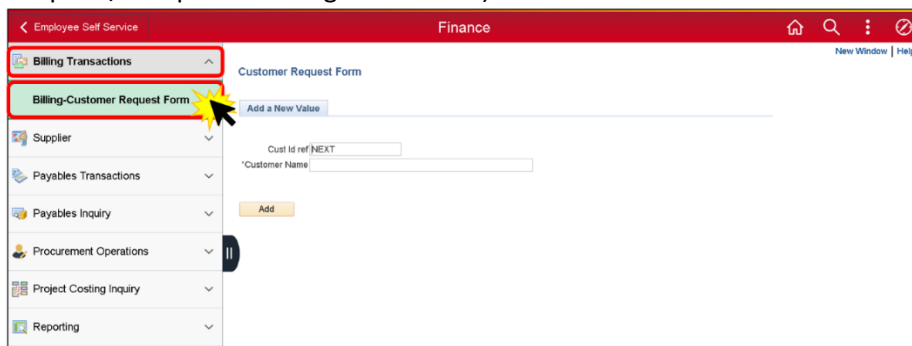 Employee Self Service
Finance
New Window | Help
Billing Transactions
Billing-Customer Request Form
Supplier
Payables Transactions
Payables Inquiry
Procurement Operations
Project Costing Inquiry
Reporting
Customer Request Form
Add a New Value
Cust Id ref NEXT
*Customer Name
Add